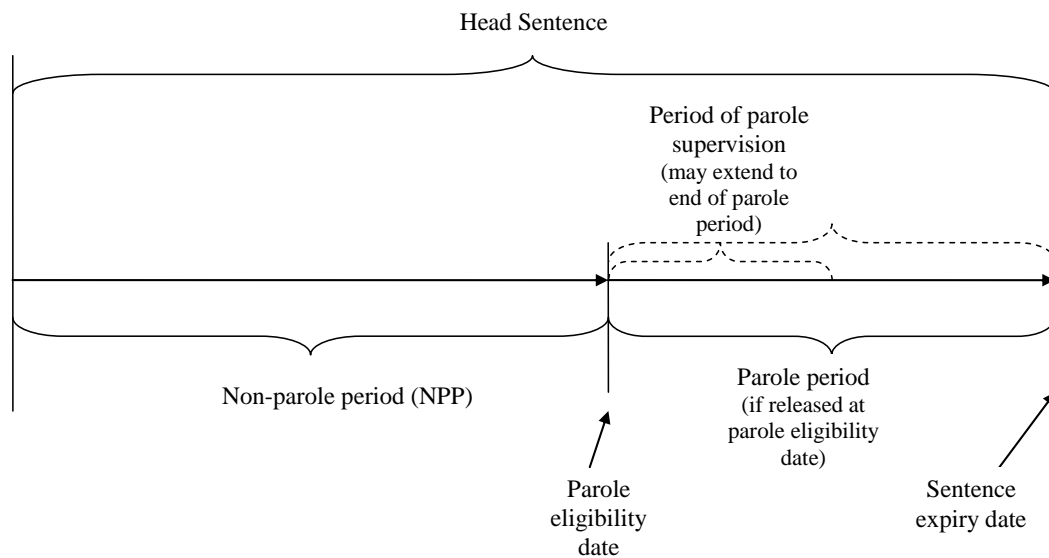 Head Sentence
Period of parole
supervision
(may extend to
end of parole
period)
Non-parole period (NPP)
Parole period
(if released at
parole eligibility
date)
Parole
eligibility
date
Sentence
expiry date